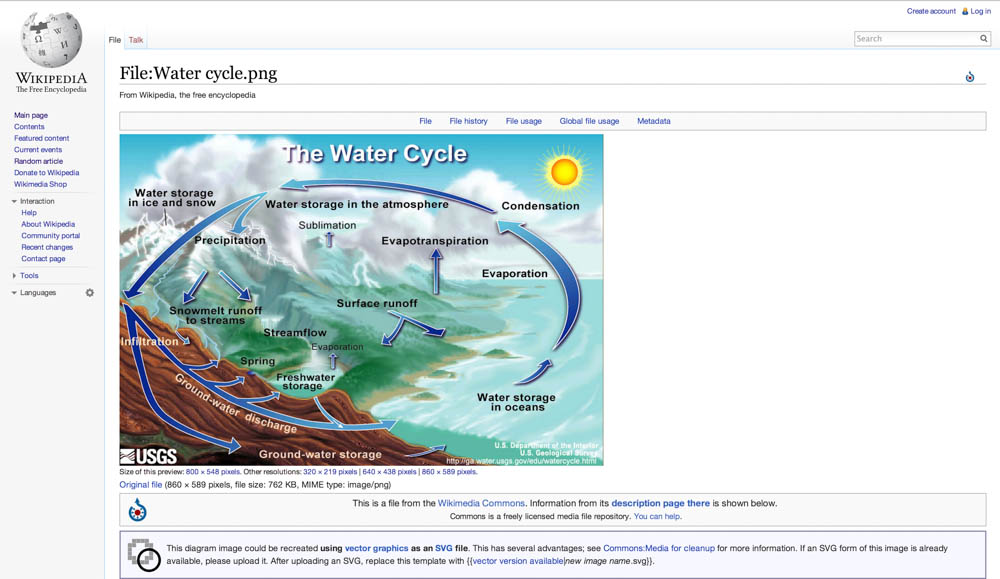 Create account Log in
WIKIPEDIA
The Free Encyclopedia
File Talk
Search
Main page
Contents
Featured content
Current events
Random article
Donate to Wikipedia
Wikimedia Shop
Interaction
Help
About Wikipedia
Community portal
Recent changes
Contact page
Tools
Languages
File:Water cycle.png
From Wikipedia, the free encyclopedia
File File history File usage Global file usage Metadata
The Water Cycle
Water storage
in ice and snow
Water storage in the atmosphere
Condensation
Sublimation
Precipitation
Evapotranspiration
Evaporation
Surface runoff
Snowmelt runoff
to streams
Streamflow
Infiltration
Evaporation
Spring
Freshwater
storage
Ground-water discharge
Water storage
in oceans
Ground-water storage
USGS
U.S. Department of the Interior
U.S. Geological Survey
http://ga.water.usgs.gov/edu/watercycle.html
Size of this preview: 800 × 548 pixels. Other resolutions: 320 × 219 pixels | 640 × 438 pixels | 860 × 589 pixels.
Original file (860 × 589 pixels, file size: 762 KB, MIME type: image/png)
This is a file from the Wikimedia Commons. Information from its description page there is shown below.
Commons is a freely licensed media file repository. You can help.
This diagram image could be recreated using vector graphics as an SVG file. This has several advantages; see Commons:Media for cleanup for more information. If an SVG form of this image is already
available, please upload it. After uploading an SVG, replace this template with {{vector version available|new image name.svg}}.